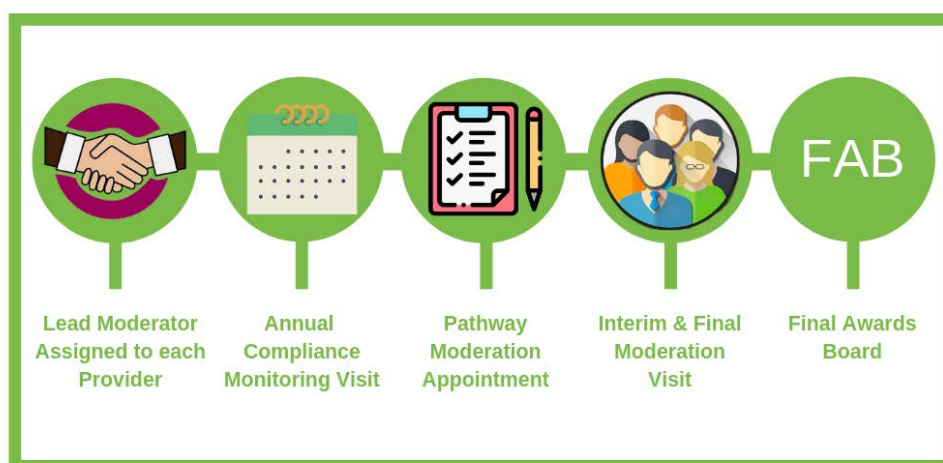 FAB
Lead Moderator
Assigned to each
Provider
Annual
Compliance
Monitoring Visit
Pathway
Moderation
Appointment
Interim & Final
Moderation
Visit
Final Awards
Board